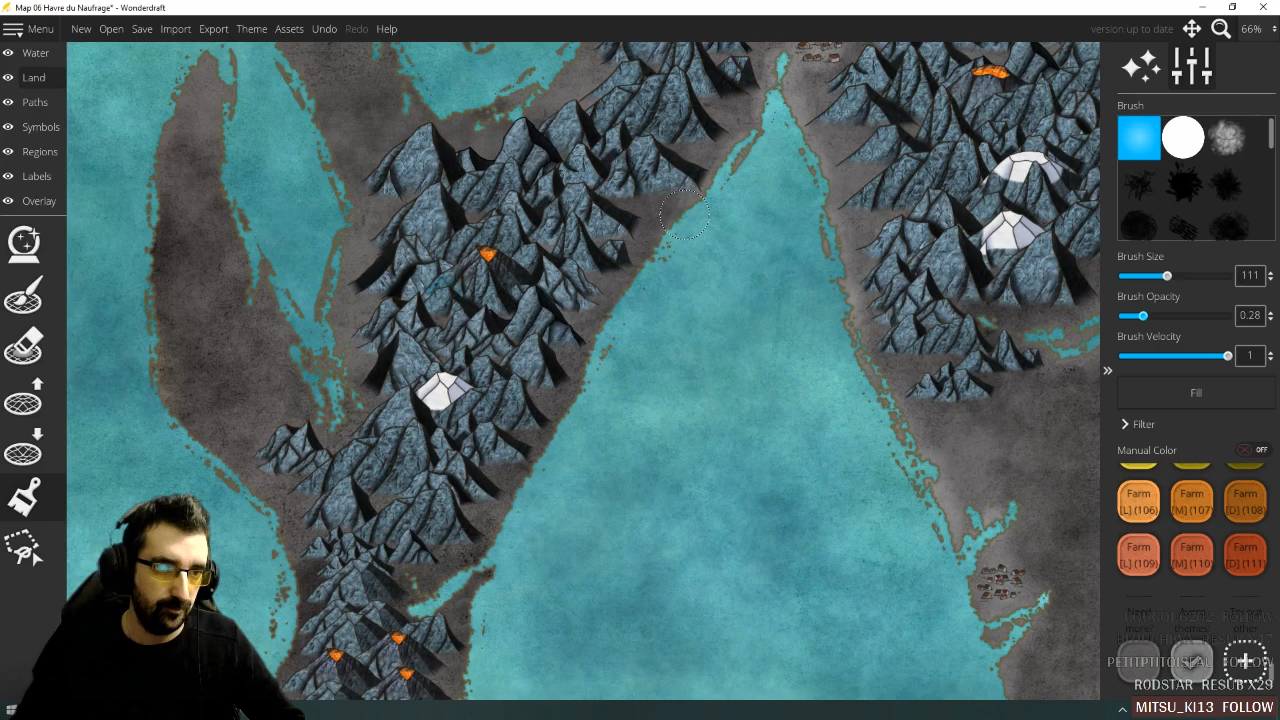 Map 06 Havre du Naufrage* - Wonderdraft
Menu New Open Save Import Export Theme Assets Undo Redo Help version up to date 66%
Water
Land
Paths
Symbols
Regions
Labels
Overlay
Brush
Brush Size
111
Brush Opacity
0.28
Brush Velocity
1
Fill
Filter
Manual Color OFF
Farm Farm Farm
[L] (106) [M] (107) [D] (108)
Farm Farm Farm
[L] (109) [M] (110) [D] (111)
PETITPTITOISEAU FOLLOW
RODSTAR RESUB X29
MITSU_KI13 FOLLOW